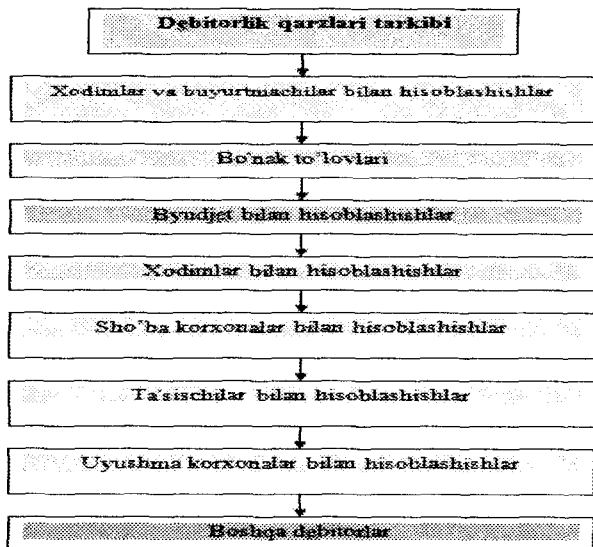 Debitorlik qarzlari tarkibi
Xodimlar va buyurtmachilar bilan hisoblashishlar
Bo'nak to'lovlari
Byudjet bilan hisoblashishlar
Xodimlar bilan hisoblashishlar
Sho''ba korxonalar bilan hisoblashishlar
Ta'sischilar bilan hisoblashishlar
Uyushma korxonalar bilan hisoblashishlar
Boshqa debitorlar